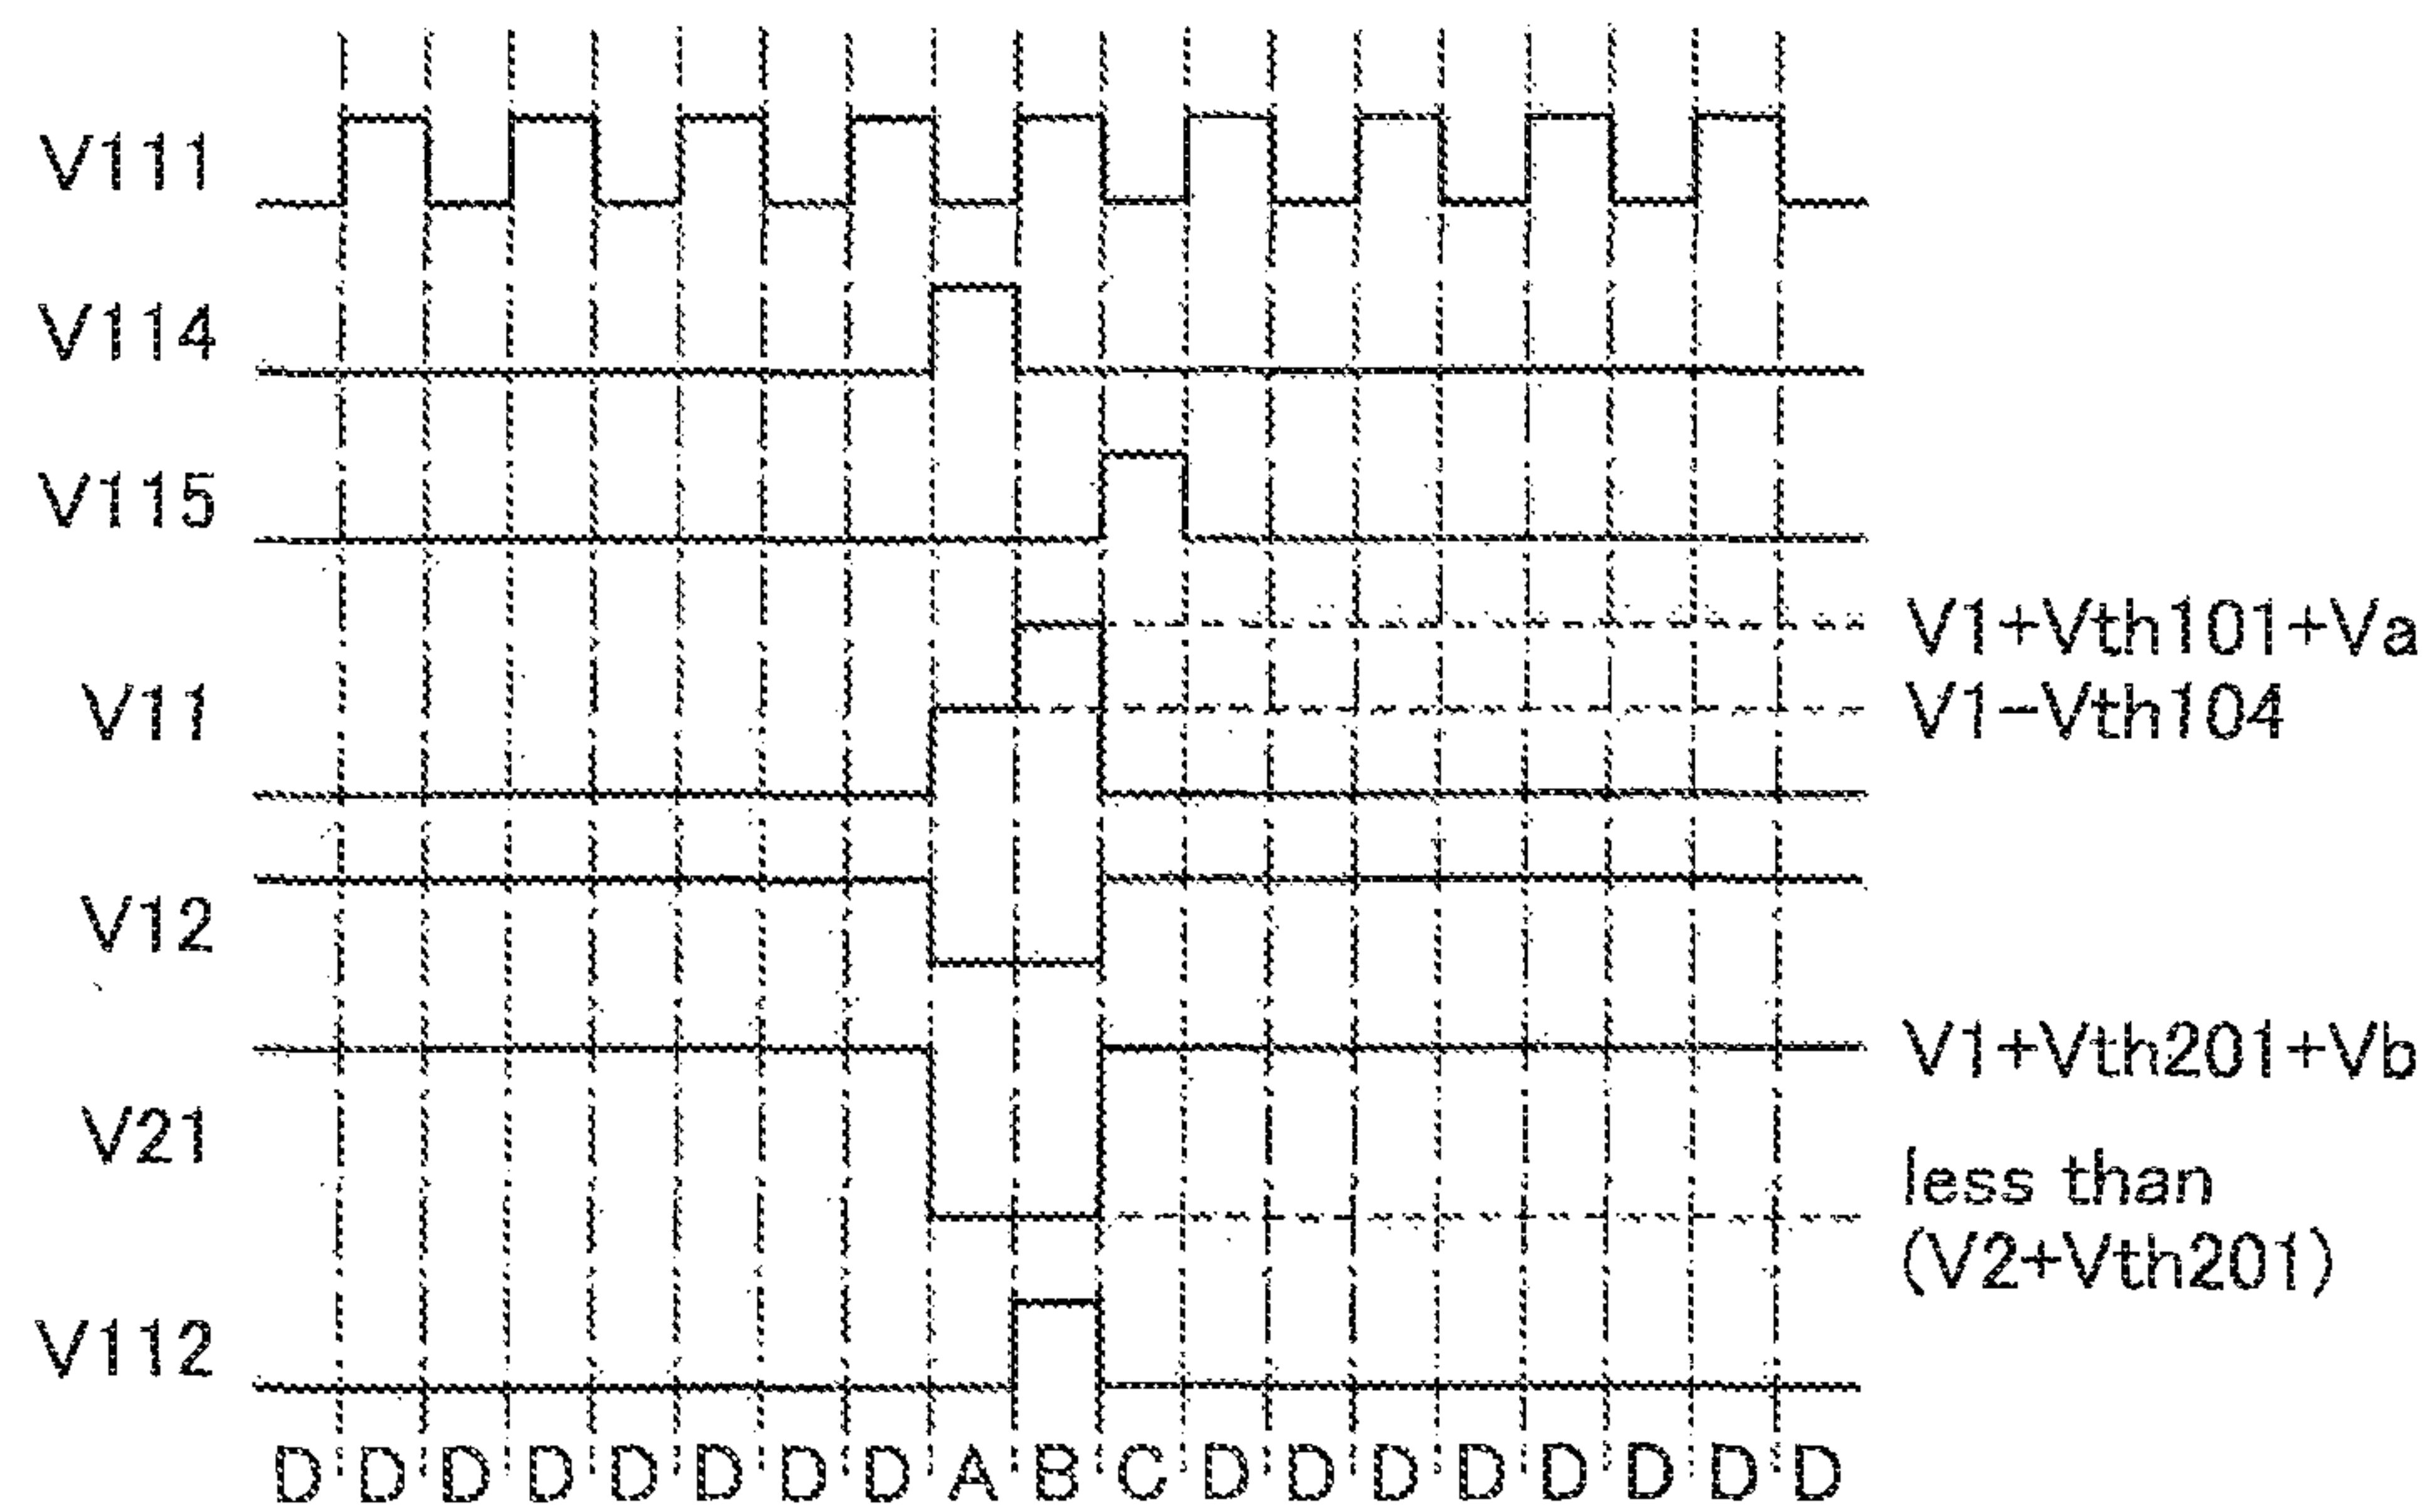 V111
V114
V115
V11
V1+Vth101+Va
V1-Vth104
V12
V21
V1+Vth201+Vb
less than
(V2+Vth201)
V112
D D D D D D D D A B C D D D D D D D D